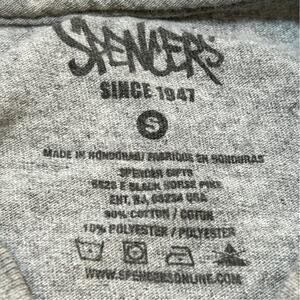 SPENCER'S
SINCE 1947
S
MADE IN HONDURAS/ FABRIQUE EN HONDURAS
SPENCER GIFTS
6826 E BLACK HORSE PIKE
EHT, NJ, 08234 USA
90% COTTON / COTON
10% POLYESTER / POLYESTER
WWW.SPENCERSONLINE.COM